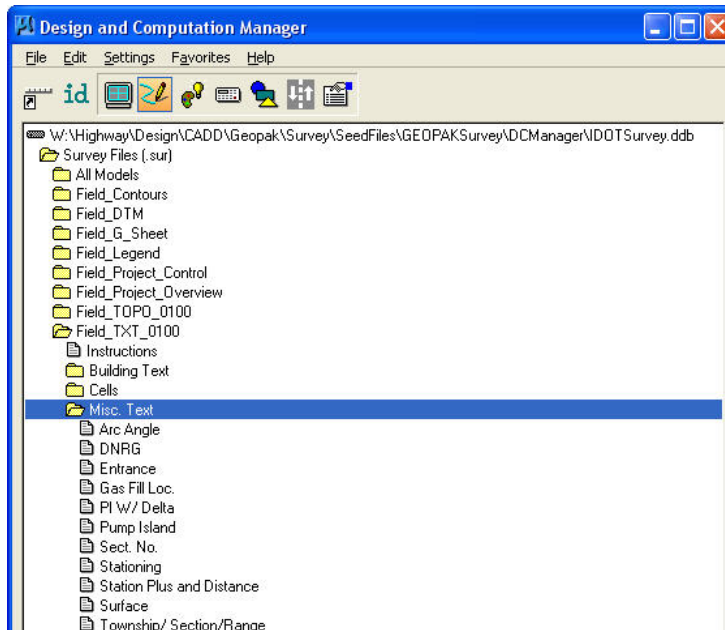 Design and Computation Manager
File Edit Settings Favorites Help
id
W:\Highway\Design\CADD\Geopak\Survey\SeedFiles\GEOPAKSurvey\DCManager\IDOTSurvey.ddb
Survey Files (.sur)
All Models
Field_Contours
Field_DTM
Field_G_Sheet
Field_Legend
Field_Project_Control
Field_Project_Overview
Field_TOPO_0100
Field_TXT_0100
Instructions
Building Text
Cells
Misc. Text
Arc Angle
DNRG
Entrance
Gas Fill Loc.
PI W/ Delta
Pump Island
Sect. No.
Stationing
Station Plus and Distance
Surface
Township/ Section/Range